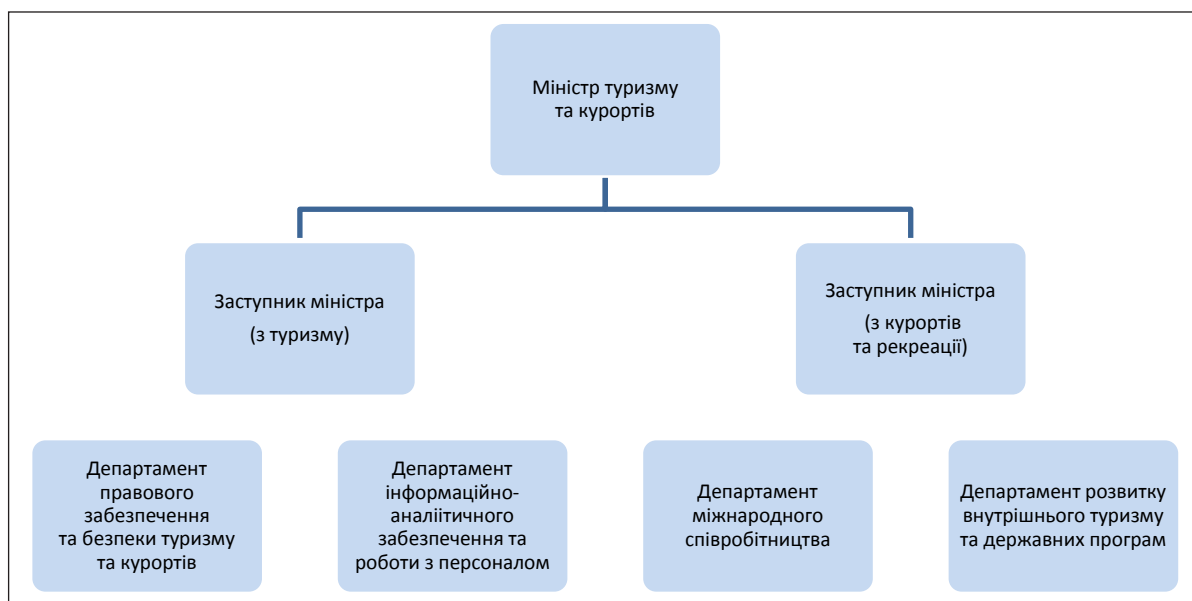 Міністр туризму
та курортів
Заступник міністра
(з туризму)
Заступник міністра
(з курортів
та рекреації)
Департамент
правового
забезпечення
та безпеки туризму
та курортів
Департамент
інформаційно-
аналіітичного
забезпечення та
роботи з персоналом
Департамент
міжнародного
співробітництва
Департамент розвитку
внутрішнього туризму
та державних програм